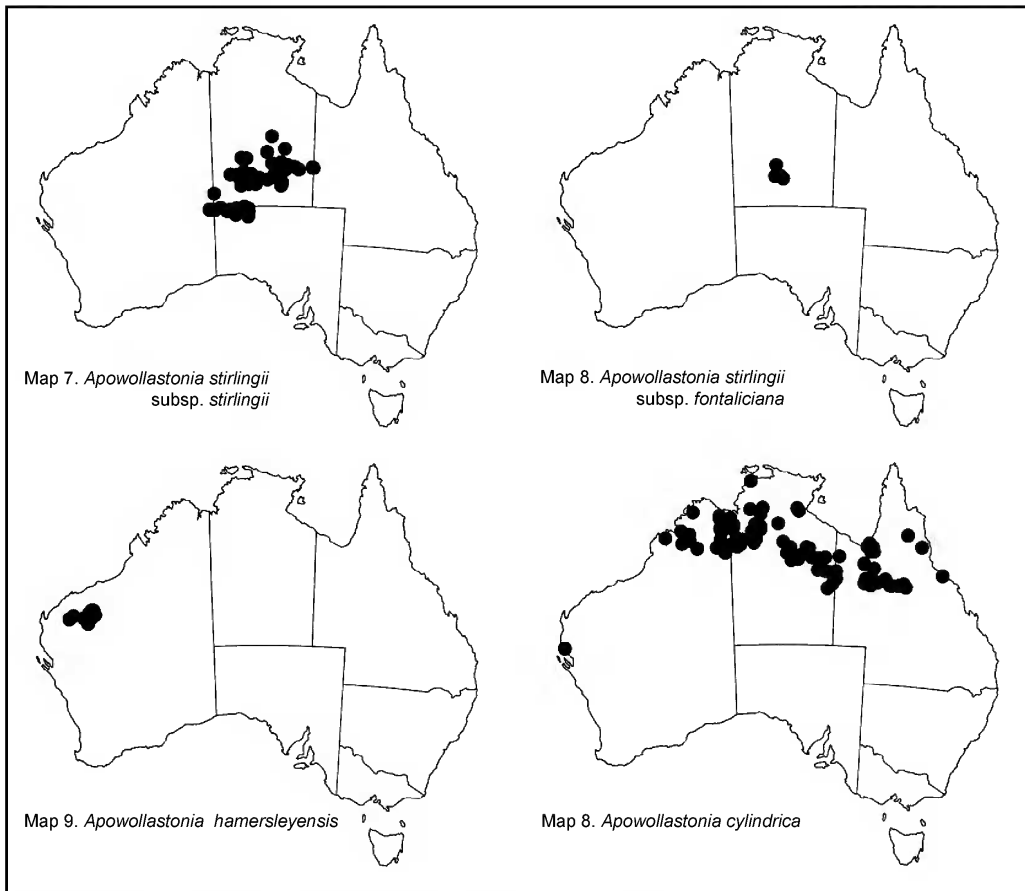 Map 7. Apowollastonia stirlingii
subsp. stirlingii
Map 8. Apowollastonia stirlingii
subsp. fontaliciana
Map 9. Apowollastonia hamersleyensis
Map 8. Apowollastonia cylindrica